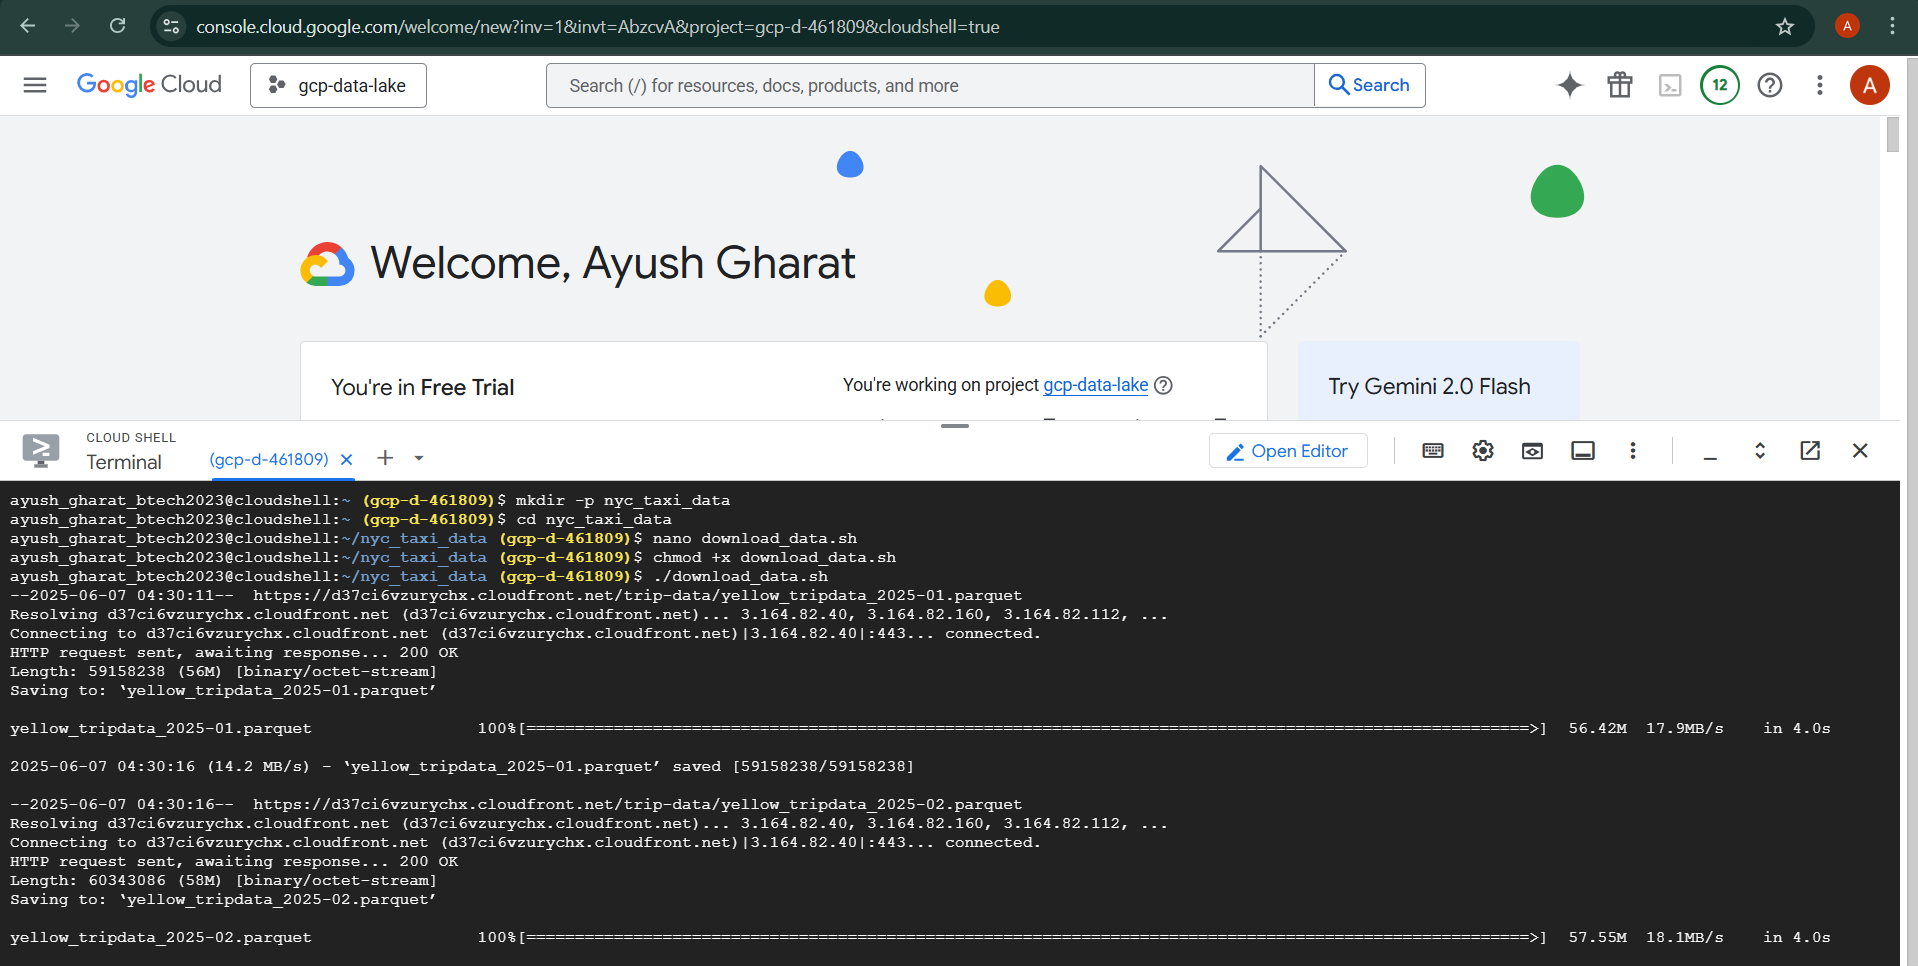 console.cloud.google.com/welcome/new?inv=1&invt=AbzcvA&project=gcp-d-461809&cloudshell=true
A
Google Cloud
gcp-data-lake
Search (/) for resources, docs, products, and more
Search
12
A
Welcome, Ayush Gharat
You're in Free Trial
You're working on project gcp-data-lake
Try Gemini 2.0 Flash
CLOUD SHELL
Terminal
(gcp-d-461809)
Open Editor
ayush_gharat_btech2023@cloudshell:~ (gcp-d-461809)$ mkdir -p nyc_taxi_data
ayush_gharat_btech2023@cloudshell:~ (gcp-d-461809)$ cd nyc_taxi_data
ayush_gharat_btech2023@cloudshell:~/nyc_taxi_data (gcp-d-461809)$ nano download_data.sh
ayush_gharat_btech2023@cloudshell:~/nyc_taxi_data (gcp-d-461809)$ chmod +x download_data.sh
ayush_gharat_btech2023@cloudshell:~/nyc_taxi_data (gcp-d-461809)$ ./download_data.sh
--2025-06-07 04:30:11--  https://d37ci6vzurychx.cloudfront.net/trip-data/yellow_tripdata_2025-01.parquet
Resolving d37ci6vzurychx.cloudfront.net (d37ci6vzurychx.cloudfront.net)... 3.164.82.40, 3.164.82.160, 3.164.82.112, ...
Connecting to d37ci6vzurychx.cloudfront.net (d37ci6vzurychx.cloudfront.net)|3.164.82.40|:443... connected.
HTTP request sent, awaiting response... 200 OK
Length: 59158238 (56M) [binary/octet-stream]
Saving to: ‘yellow_tripdata_2025-01.parquet’
yellow_tripdata_2025-01.parquet 100%[=======================================================================================================>] 56.42M 17.9MB/s in 4.0s
2025-06-07 04:30:16 (14.2 MB/s) - ‘yellow_tripdata_2025-01.parquet’ saved [59158238/59158238]
--2025-06-07 04:30:16--  https://d37ci6vzurychx.cloudfront.net/trip-data/yellow_tripdata_2025-02.parquet
Resolving d37ci6vzurychx.cloudfront.net (d37ci6vzurychx.cloudfront.net)... 3.164.82.40, 3.164.82.160, 3.164.82.112, ...
Connecting to d37ci6vzurychx.cloudfront.net (d37ci6vzurychx.cloudfront.net)|3.164.82.40|:443... connected.
HTTP request sent, awaiting response... 200 OK
Length: 60343086 (58M) [binary/octet-stream]
Saving to: ‘yellow_tripdata_2025-02.parquet’
yellow_tripdata_2025-02.parquet 100%[=======================================================================================================>] 57.55M 18.1MB/s in 4.0s